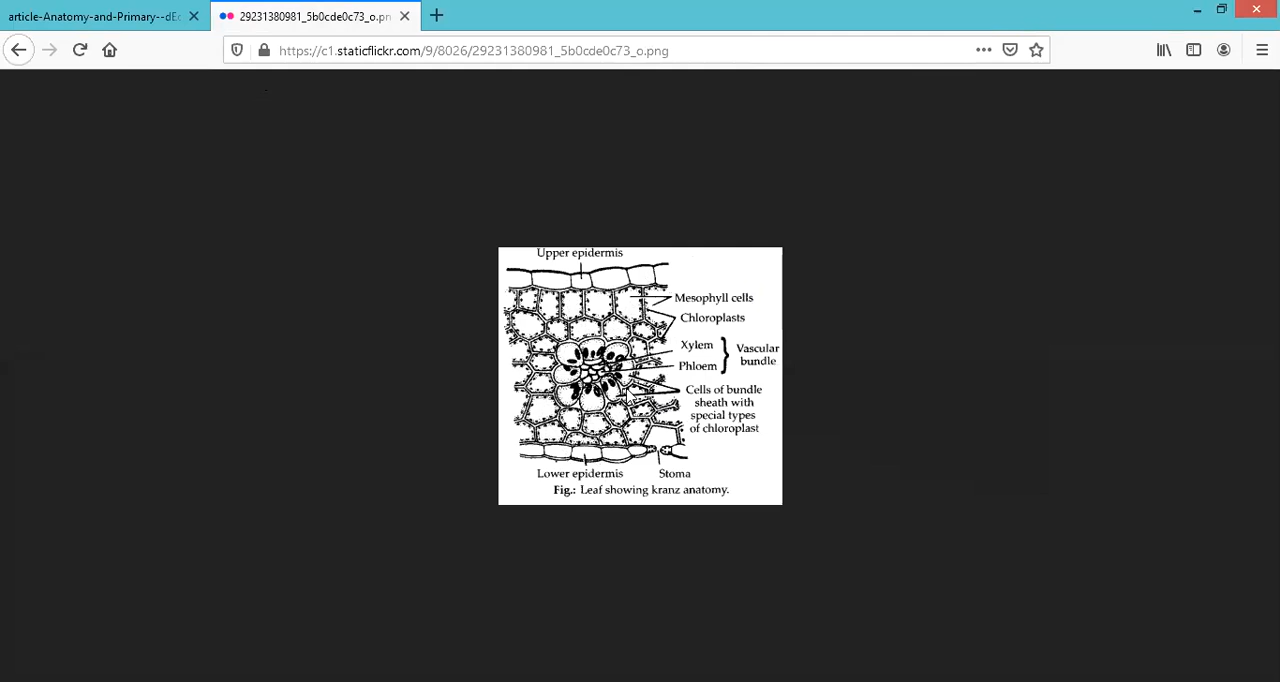 article-Anatomy-and-Primary--dEc
29231380981_5b0cde0c73_o.pn
https://c1.staticflickr.com/9/8026/29231380981_5b0cde0c73_o.png
Upper epidermis
Mesophyll cells
Chloroplasts
Xylem
Phloem
Vascular
bundle
Cells of bundle
sheath with
special types
of chloroplast
Lower epidermis
Stoma
Fig.: Leaf showing kranz anatomy.